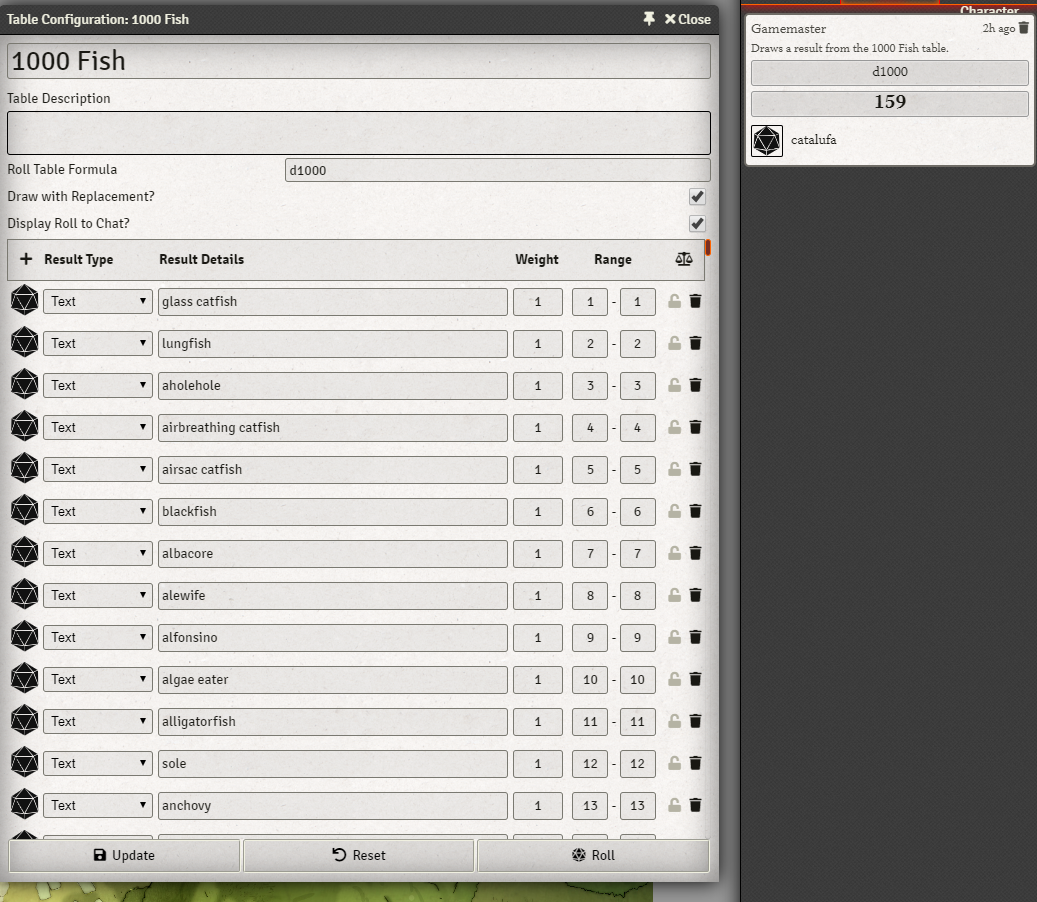 Table Configuration: 1000 Fish
Close
1000 Fish
Table Description
Roll Table Formula d1000
Draw with Replacement?
Display Roll to Chat?
+ Result Type Result Details Weight Range
Text glass catfish 1 1 - 1
Text lungfish 1 2 - 2
Text aholehole 1 3 - 3
Text airbreathing catfish 1 4 - 4
Text airsac catfish 1 5 - 5
Text blackfish 1 6 - 6
Text albacore 1 7 - 7
Text alewife 1 8 - 8
Text alfonsino 1 9 - 9
Text algae eater 1 10 - 10
Text alligatorfish 1 11 - 11
Text sole 1 12 - 12
Text anchovy 1 13 - 13
Update Reset Roll
Character
Gamemaster 2h ago
Draws a result from the 1000 Fish table.
d1000
159
catalufa